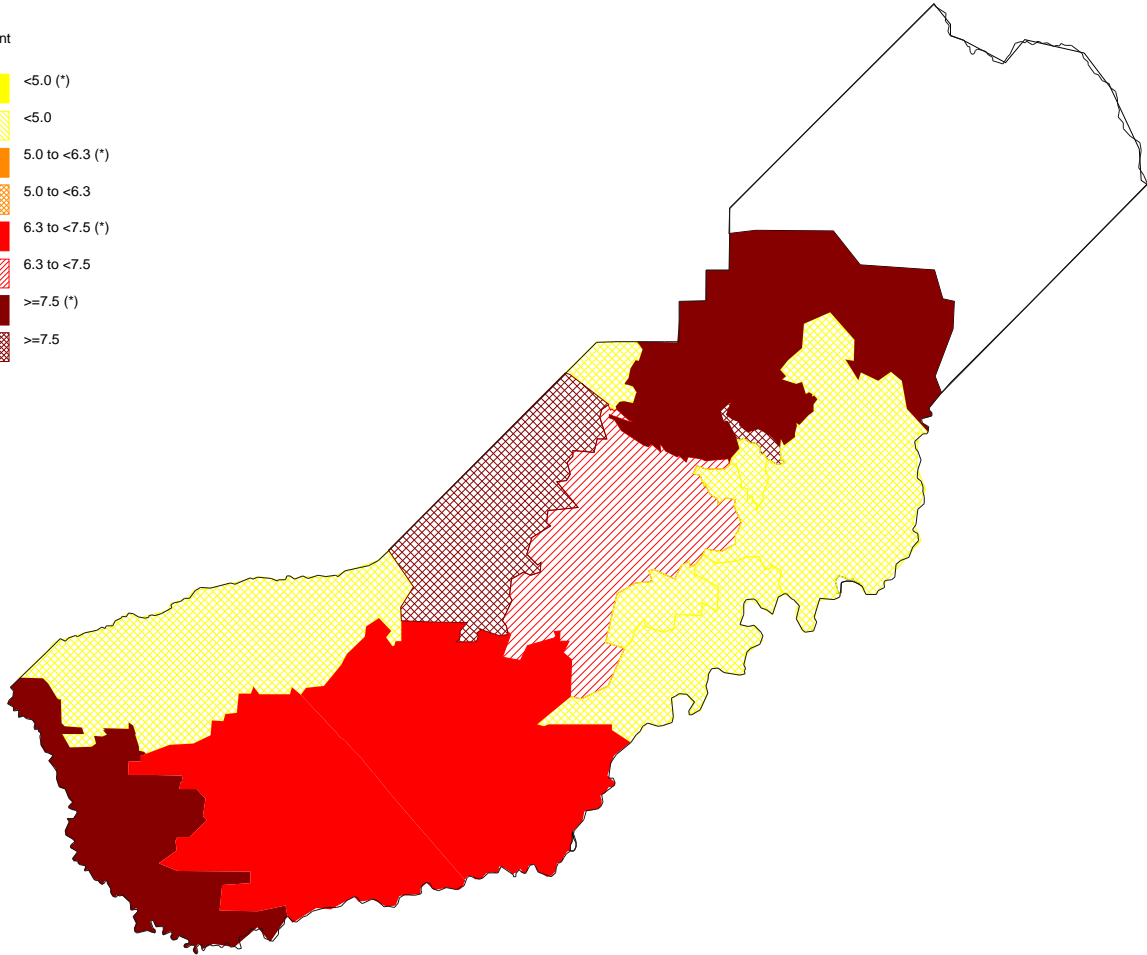 <5.0 (*)
<5.0
5.0 to <6.3 (*)
5.0 to <6.3
6.3 to <7.5 (*)
6.3 to <7.5
>=7.5 (*)
>=7.5